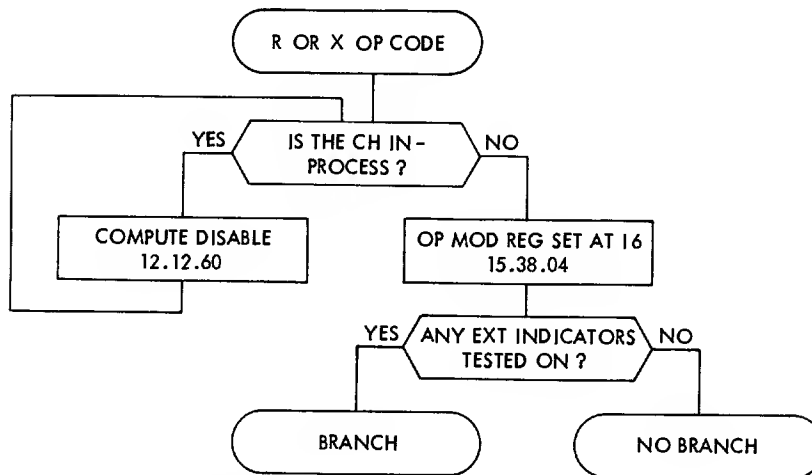 R OR X OP CODE
YES
IS THE CH IN-
PROCESS ?
NO
COMPUTE DISABLE
12.12.60
OP MOD REG SET AT 16
15.38.04
YES
ANY EXT INDICATORS
TESTED ON ?
NO
BRANCH
NO BRANCH